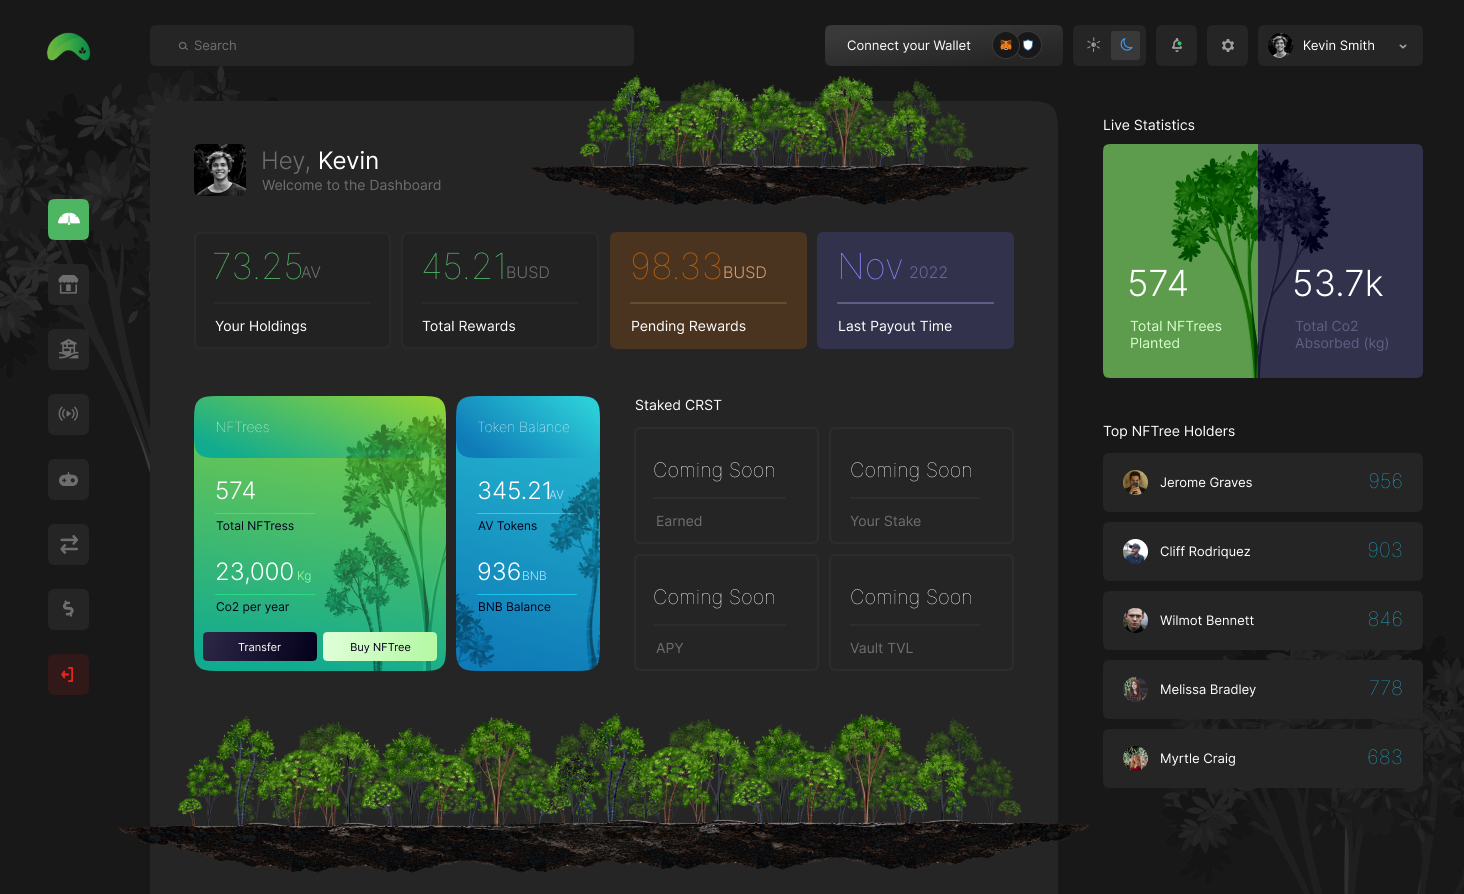 Search
Connect your Wallet
Kevin Smith
Hey, Kevin
Welcome to the Dashboard
73.25AV
Your Holdings
45.21BUSD
Total Rewards
98.33BUSD
Pending Rewards
Nov 2022
Last Payout Time
Live Statistics
574
Total NFTrees
Planted
53.7k
Total Co2
Absorbed (kg)
NFTrees
574
Total NFTress
23,000 Kg
Co2 per year
Transfer
Buy NFTree
Token Balance
345.21AV
AV Tokens
936BNB
BNB Balance
Staked CRST
Coming Soon
Earned
Coming Soon
Your Stake
Coming Soon
APY
Coming Soon
Vault TVL
Top NFTree Holders
Jerome Graves 956
Cliff Rodriquez 903
Wilmot Bennett 846
Melissa Bradley 778
Myrtle Craig 683